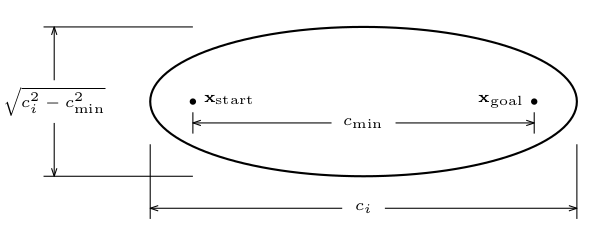 x_start
x_goal
√(c_i^2 − c_min^2)
c_min
c_i